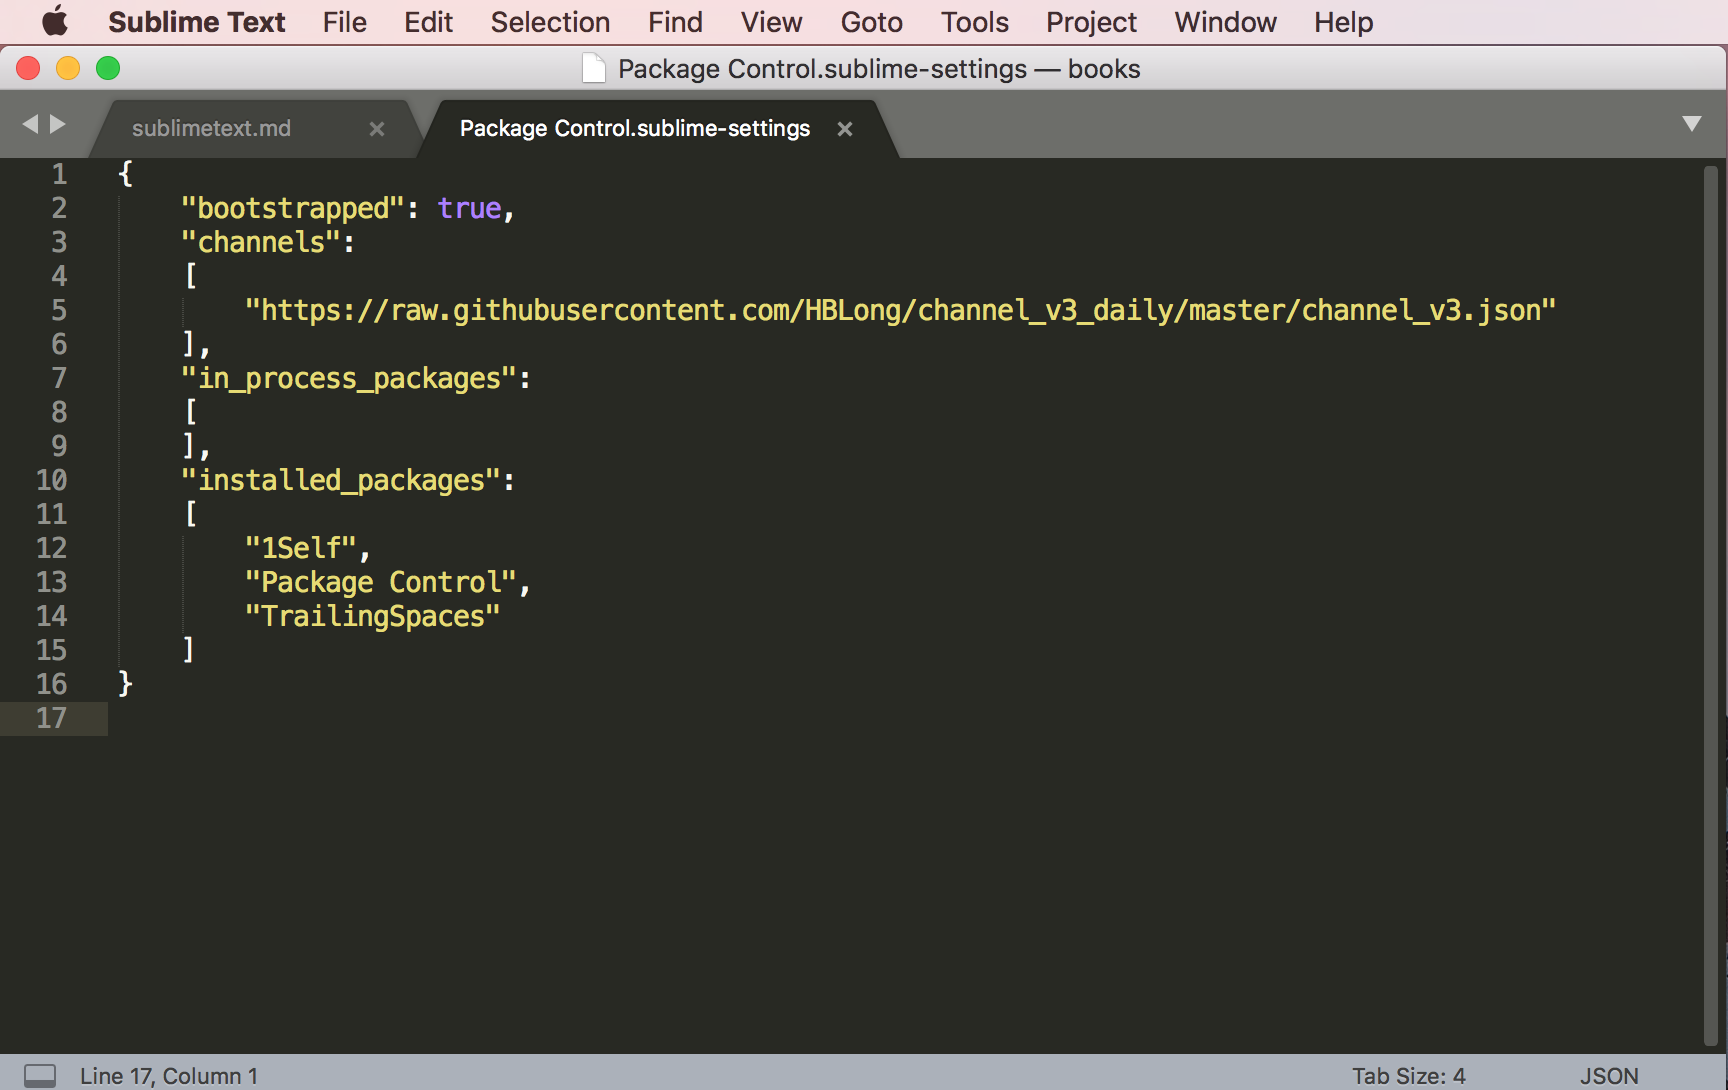 Sublime Text File Edit Selection Find View Goto Tools Project Window Help
Package Control.sublime-settings — books
sublimetext.md × Package Control.sublime-settings ×
1 {
2 "bootstrapped": true,
3 "channels":
4 [
5 "https://raw.githubusercontent.com/HBLong/channel_v3_daily/master/channel_v3.json"
6 ],
7 "in_process_packages":
8 [
9 ],
10 "installed_packages":
11 [
12 "1Self",
13 "Package Control",
14 "TrailingSpaces"
15 ]
16 }
17
Line 17, Column 1 Tab Size: 4 JSON